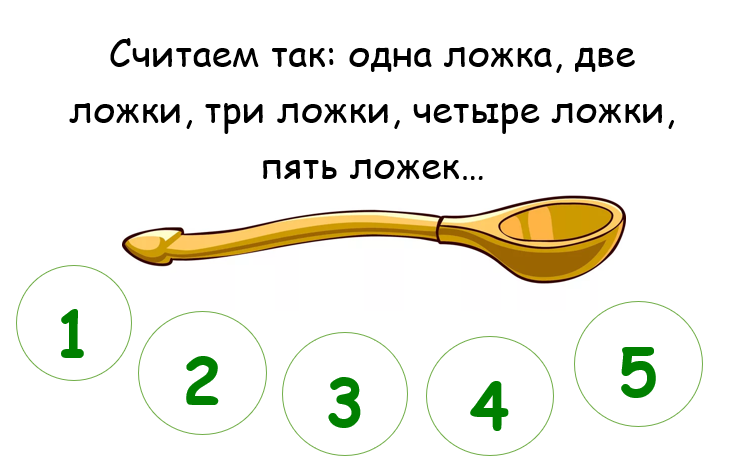 Считаем так: одна ложка, две
ложки, три ложки, четыре ложки,
пять ложек...
1
2
3
4
5